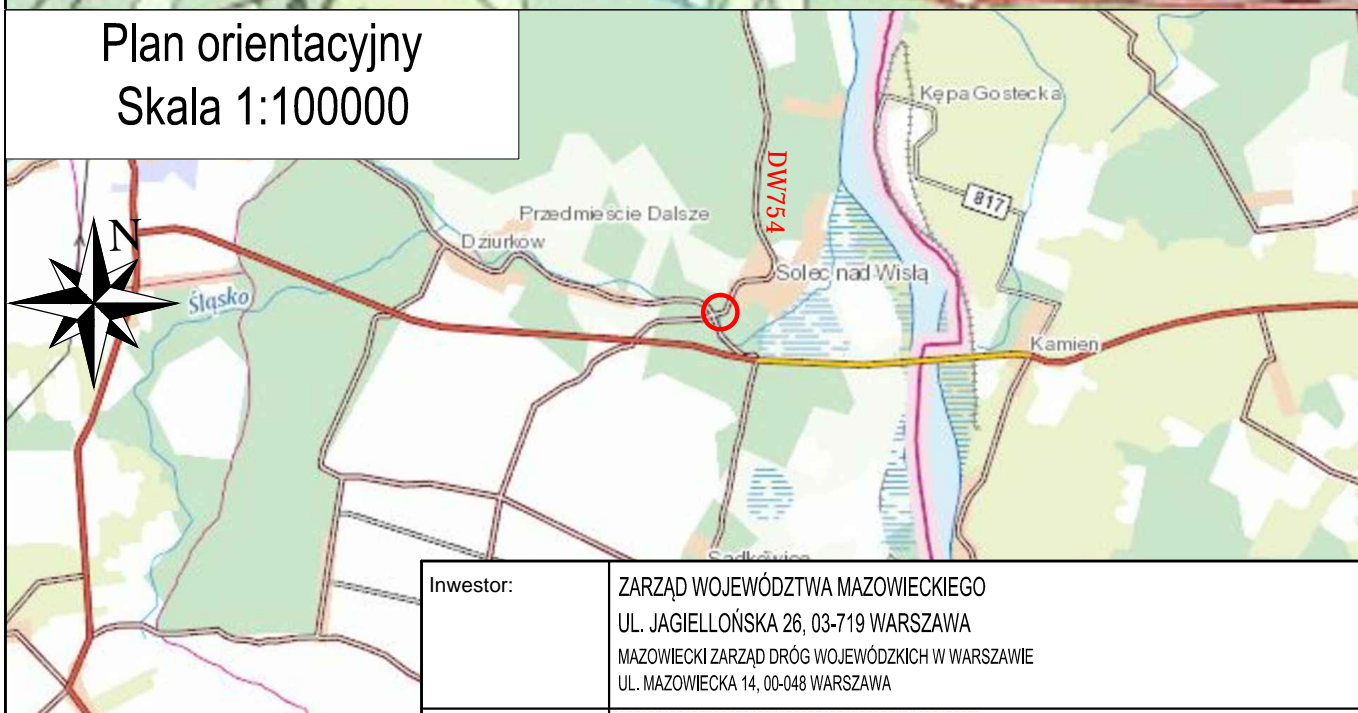 Plan orientacyjny
Skala 1:100000
Kępa Gostecka
DW754
817
Przedmieście Dalsze
N
Dziurków
Solec nad Wisłą
Śląsko
Kamień
Sadkowice
Inwestor:
ZARZĄD WOJEWÓDZTWA MAZOWIECKIEGO
UL. JAGIELLOŃSKA 26, 03-719 WARSZAWA
MAZOWIECKI ZARZĄD DRÓG WOJEWÓDZKICH W WARSZAWIE
UL. MAZOWIECKA 14, 00-048 WARSZAWA